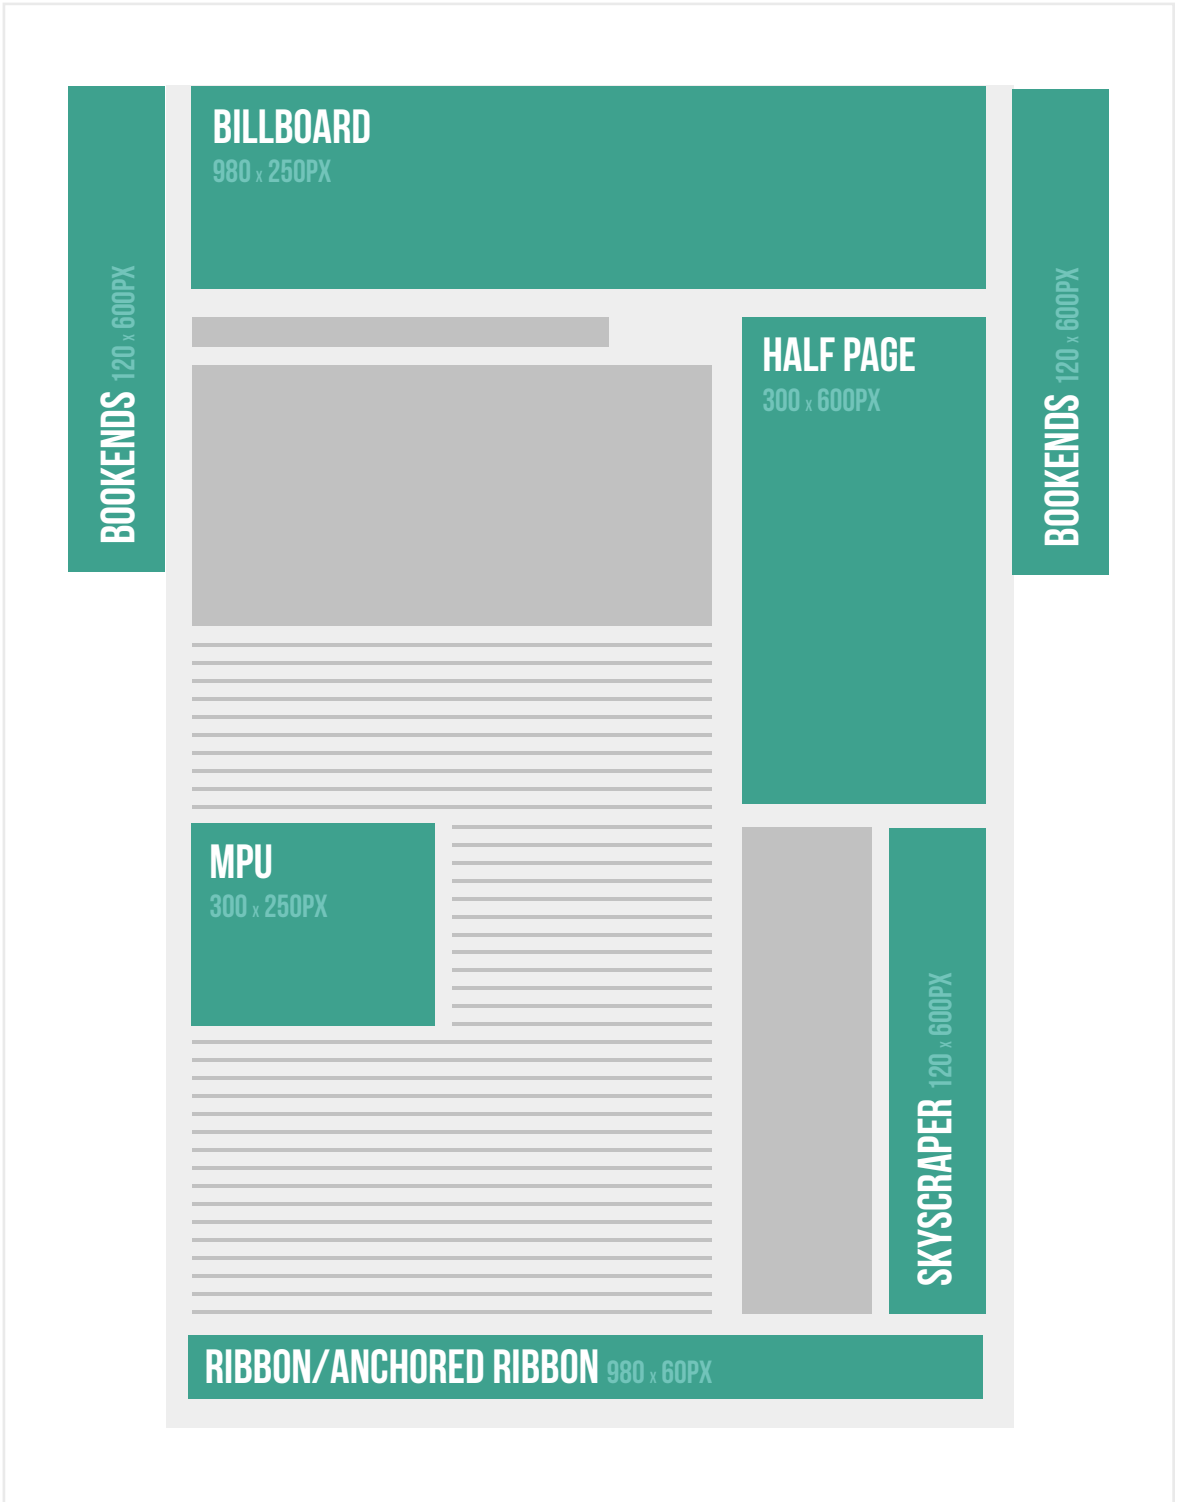 BILLBOARD
980 x 250PX
BOOKENDS 120 x 600PX
BOOKENDS 120 x 600PX
HALF PAGE
300 x 600PX
MPU
300 x 250PX
SKYSCRAPER 120 x 600PX
RIBBON/ANCHORED RIBBON 980 x 60PX